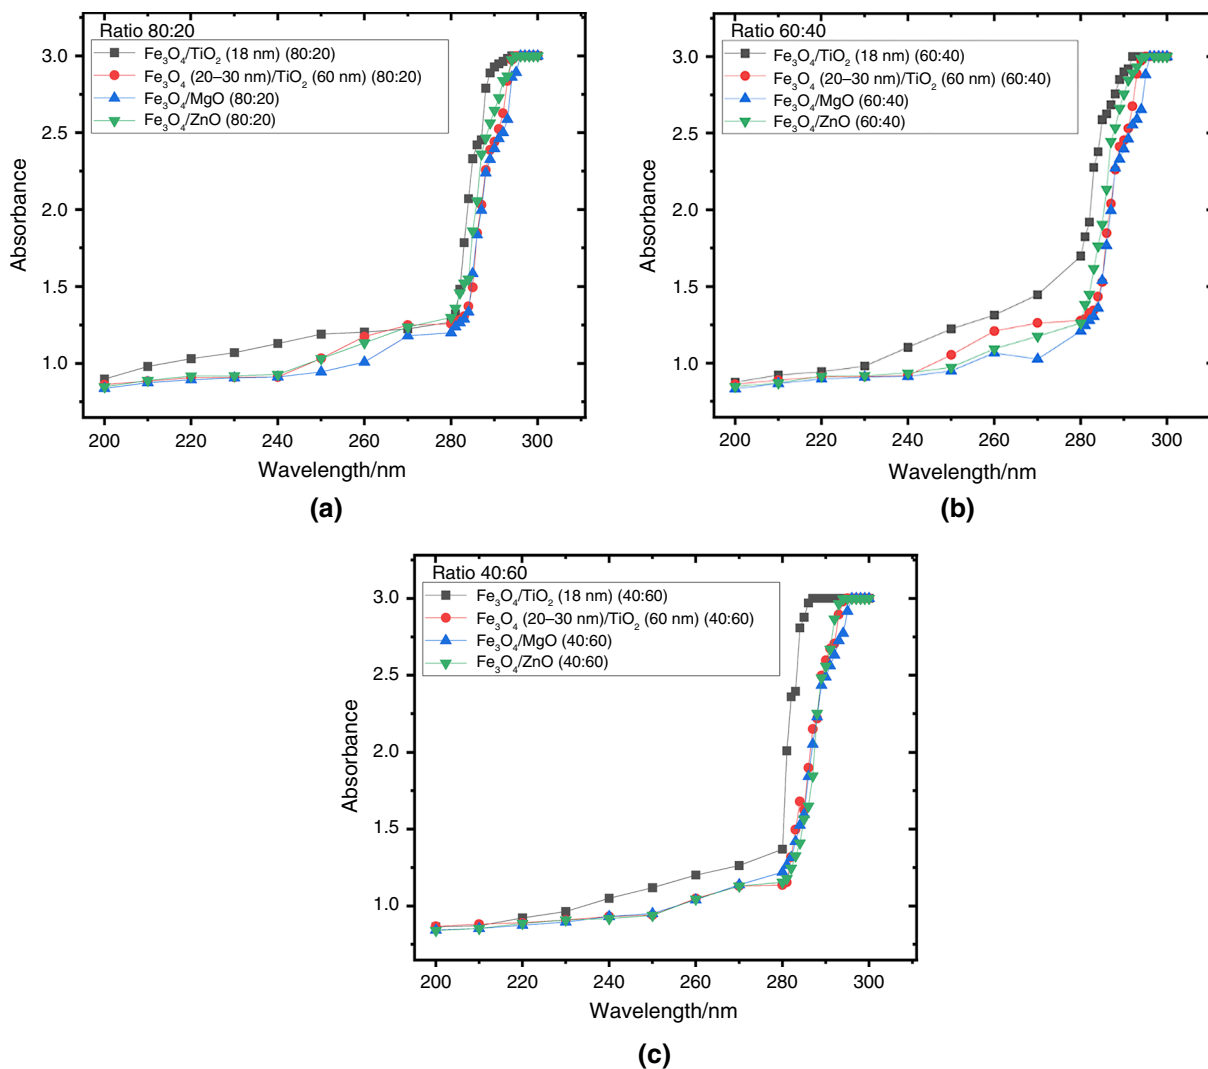 Ratio 80:20
Fe3O4/TiO2 (18 nm) (80:20)
Fe3O4 (20–30 nm)/TiO2 (60 nm) (80:20)
Fe3O4/MgO (80:20)
Fe3O4/ZnO (80:20)
3.0
2.5
2.0
1.5
1.0
Absorbance
200 220 240 260 280 300
Wavelength/nm
(a)
Ratio 60:40
Fe3O4/TiO2 (18 nm) (60:40)
Fe3O4 (20–30 nm)/TiO2 (60 nm) (60:40)
Fe3O4/MgO (60:40)
Fe3O4/ZnO (60:40)
3.0
2.5
2.0
1.5
1.0
Absorbance
200 220 240 260 280 300
Wavelength/nm
(b)
Ratio 40:60
Fe3O4/TiO2 (18 nm) (40:60)
Fe3O4 (20–30 nm)/TiO2 (60 nm) (40:60)
Fe3O4/MgO (40:60)
Fe3O4/ZnO (40:60)
3.0
2.5
2.0
1.5
1.0
Absorbance
200 220 240 260 280 300
Wavelength/nm
(c)